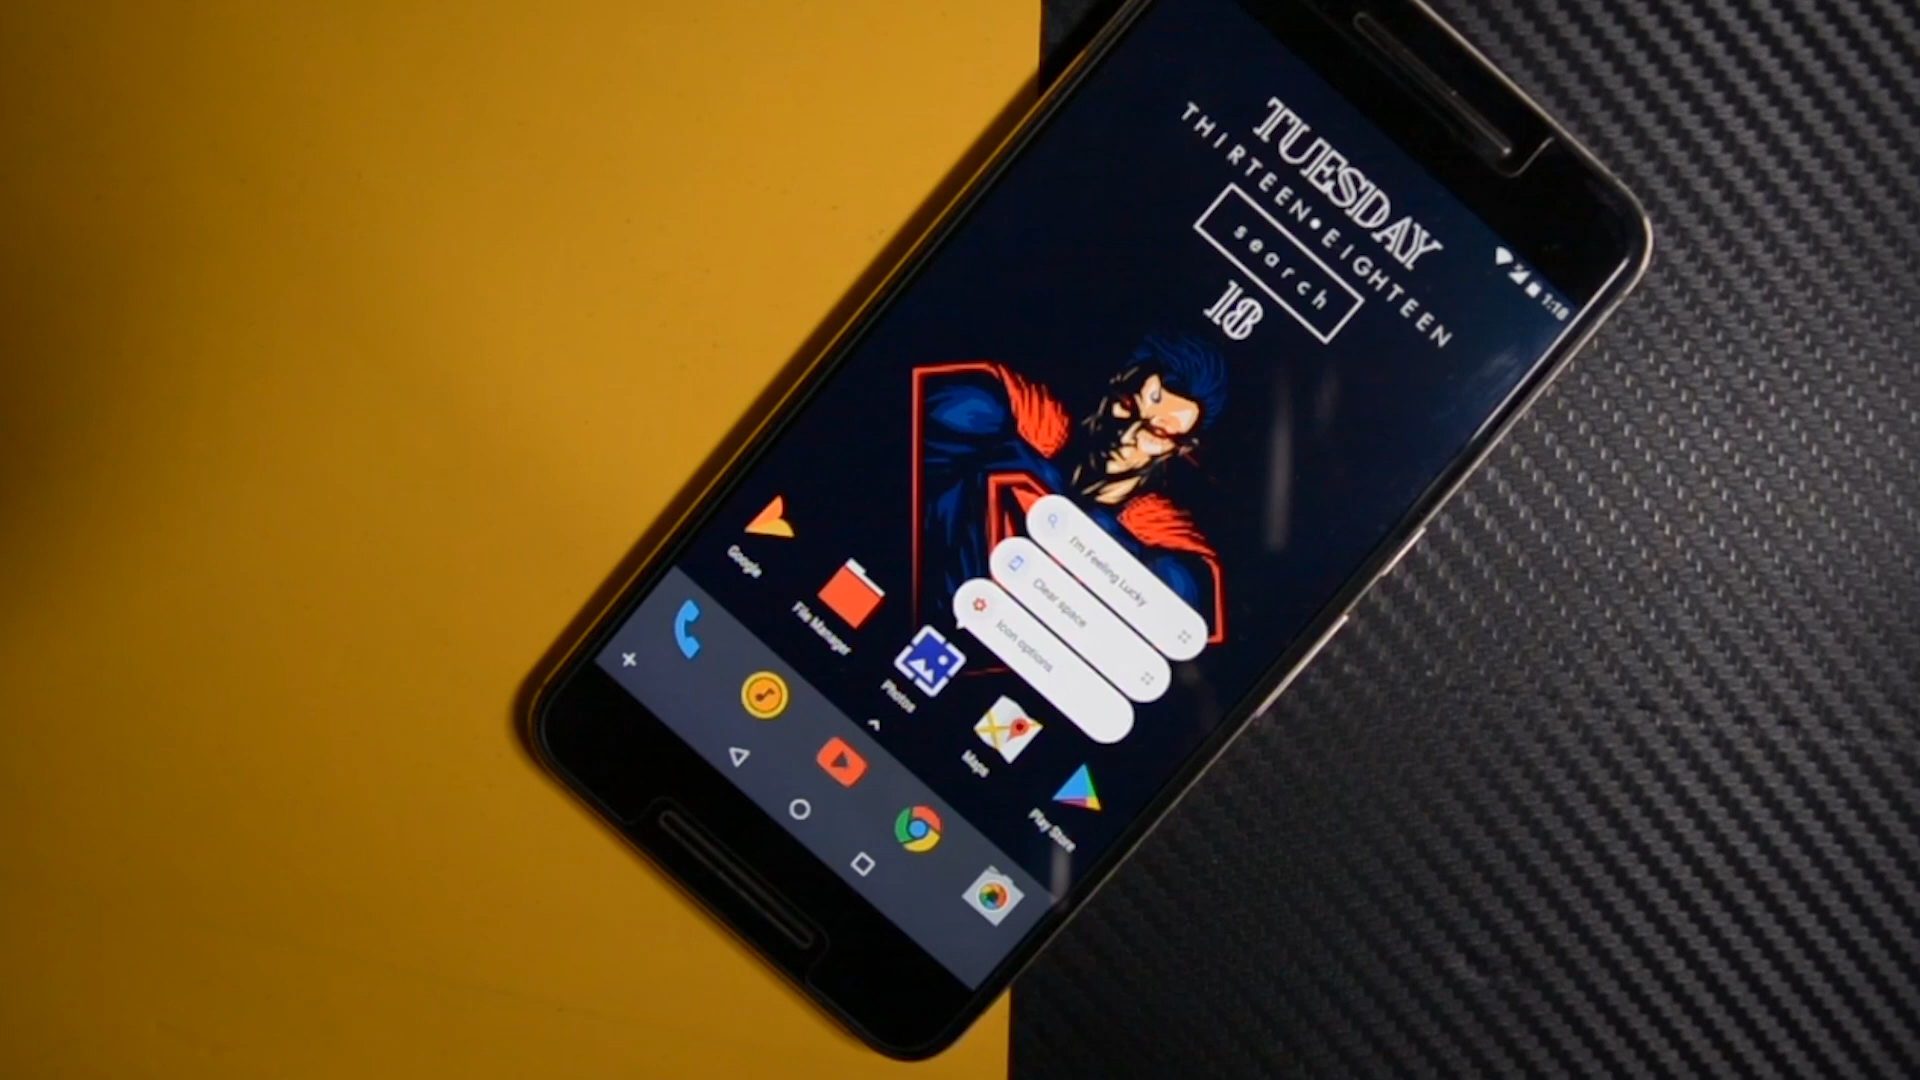 1:18
TUESDAY
THIRTEEN•EIGHTEEN
search
18
I'm Feeling Lucky
Clear space
Icon options
Google
File Manager
Photos
Maps
Play Store